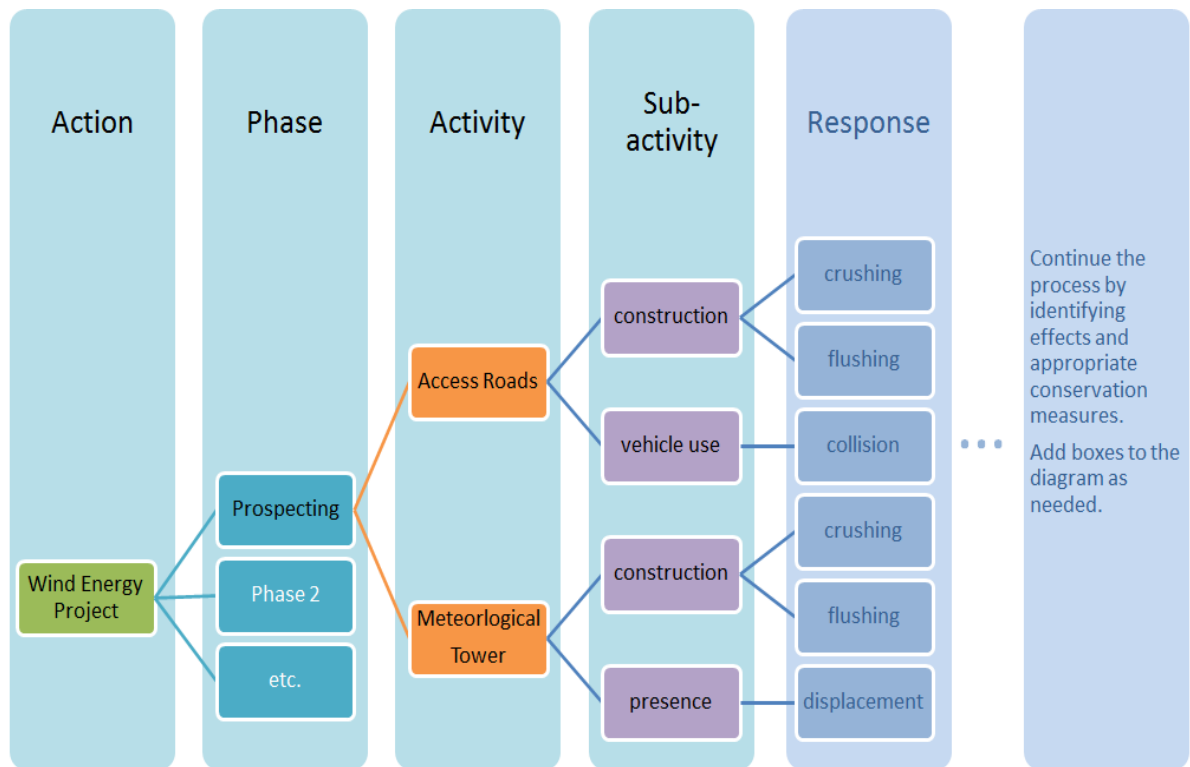 Action
Phase
Activity
Sub-
activity
Response
Wind Energy
Project
Prospecting
Phase 2
etc.
Access Roads
Meteorlogical
Tower
construction
vehicle use
construction
presence
crushing
flushing
collision
crushing
flushing
displacement
...
Continue the
process by
identifying
effects and
appropriate
conservation
measures.
Add boxes to the
diagram as
needed.